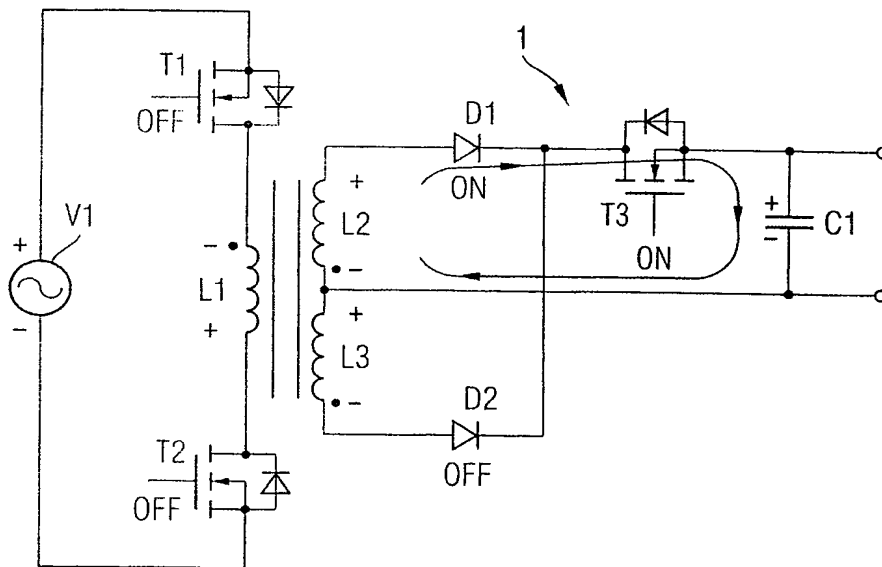 1
T1
OFF
D1
ON
+
L2
-
T3
ON
+
-
C1
V1
+
-
-
L1
+
+
L3
-
D2
OFF
T2
OFF